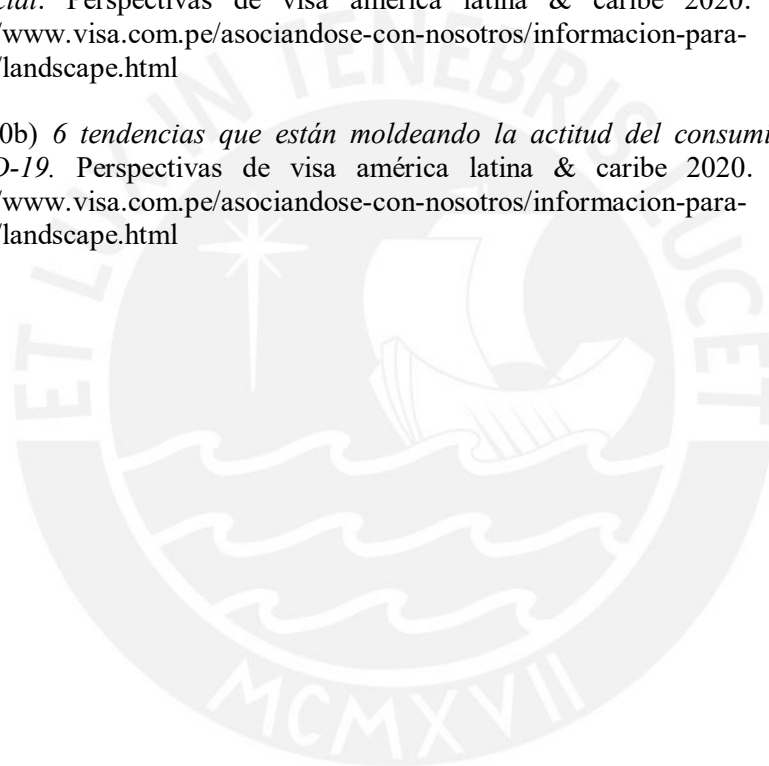 cial. Perspectivas de visa américa latina & caribe 2020.
/www.visa.com.pe/asociandose-con-nosotros/informacion-para-
/landscape.html
0b) 6 tendencias que están moldeando la actitud del consumi
D-19. Perspectivas de visa américa latina & caribe 2020.
/www.visa.com.pe/asociandose-con-nosotros/informacion-para-
/landscape.html
ET LUX IN TENEBRIS LUCET
MCMXVII